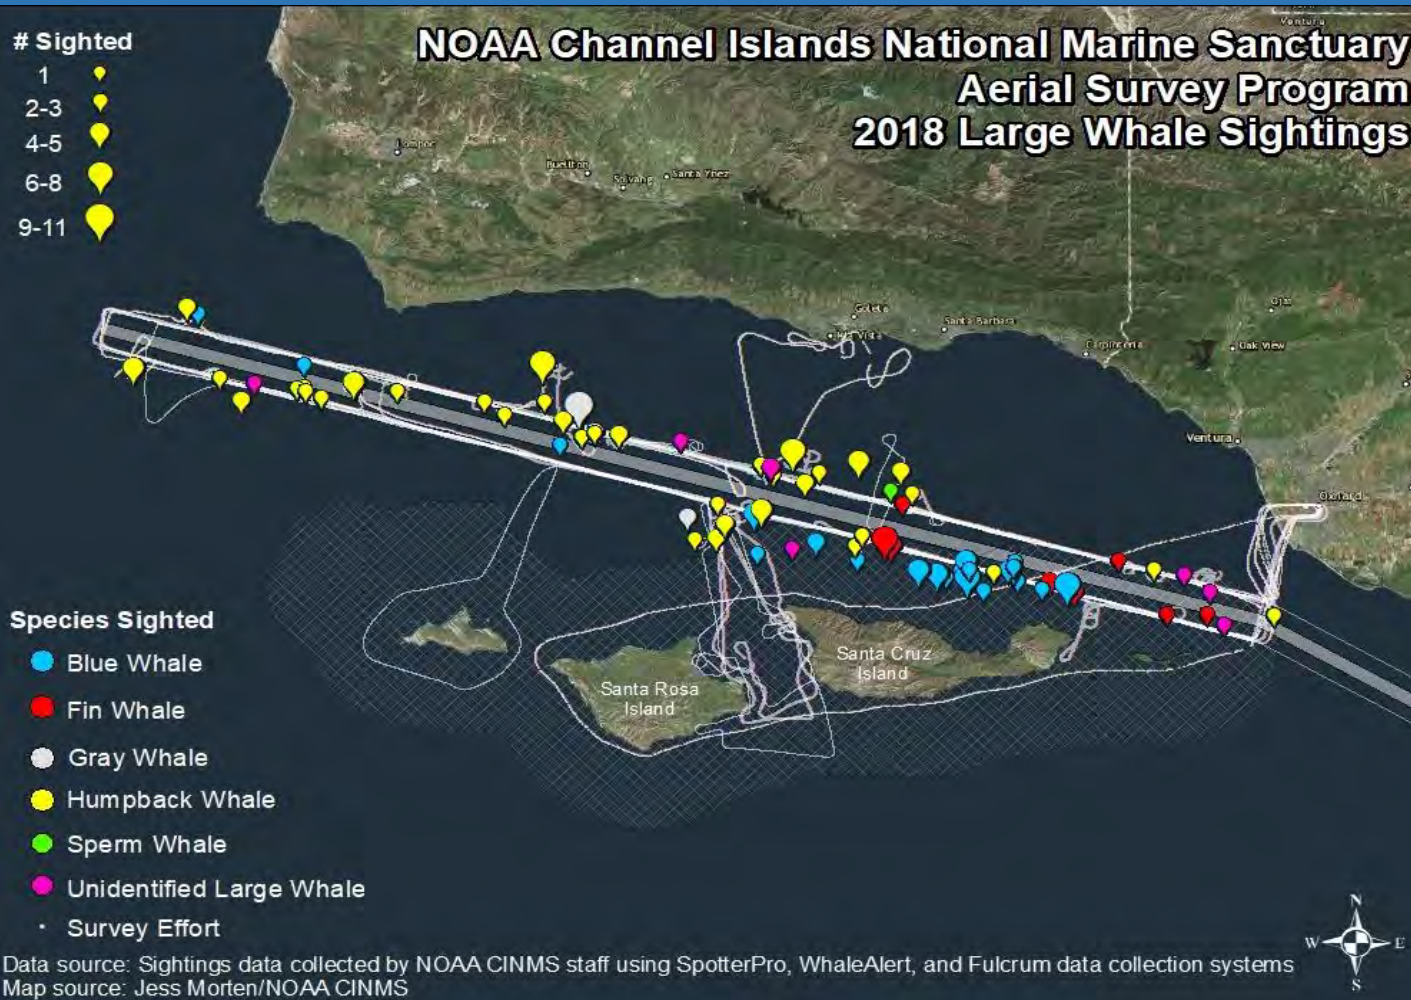 # Sighted
1
2-3
4-5
6-8
9-11
NOAA Channel Islands National Marine Sanctuary
Aerial Survey Program
2018 Large Whale Sightings
Ventura
Lompoc
Buellton
Solvang
Santa Ynez
Goleta
Isla Vista
Santa Barbara
Carpinteria
Ojai
Oak View
Ventura
Oxnard
Santa Cruz
Island
Santa Rosa
Island
Species Sighted
Blue Whale
Fin Whale
Gray Whale
Humpback Whale
Sperm Whale
Unidentified Large Whale
Survey Effort
N
W E
S
Data source: Sightings data collected by NOAA CINMS staff using SpotterPro, WhaleAlert, and Fulcrum data collection systems
Map source: Jess Morten/NOAA CINMS